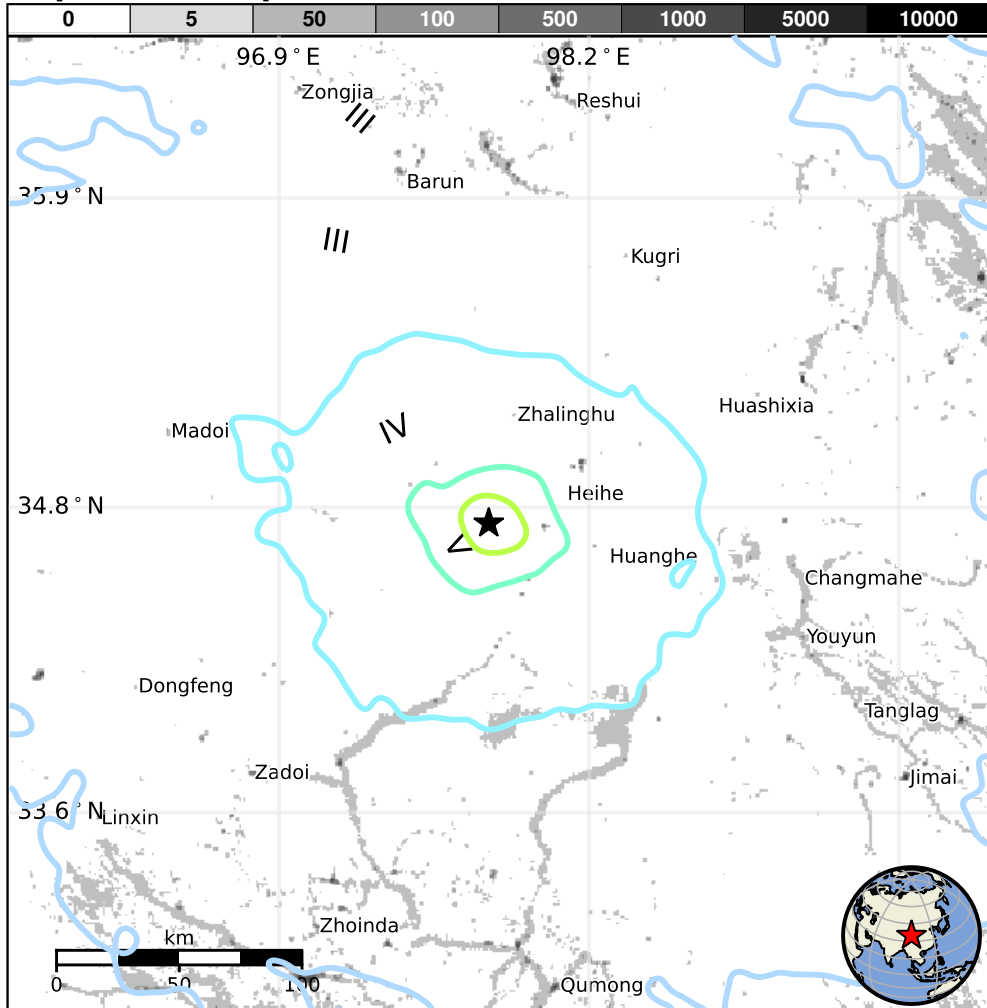 0 5 50 100 500 1000 5000 10000
96.9°E 98.2°E
Zongjia
Reshui
III
Barun
35.9°N
III
Kugri
Huashixia
Zhalinghu
Madoi
IV
Heihe
34.8°N
V
Huanghe
Changmahe
Youyun
Dongfeng
Tanglag
Zadoi
Jimai
33.6°N
Linxin
Zhoinda
km
0 50 100
Qumong